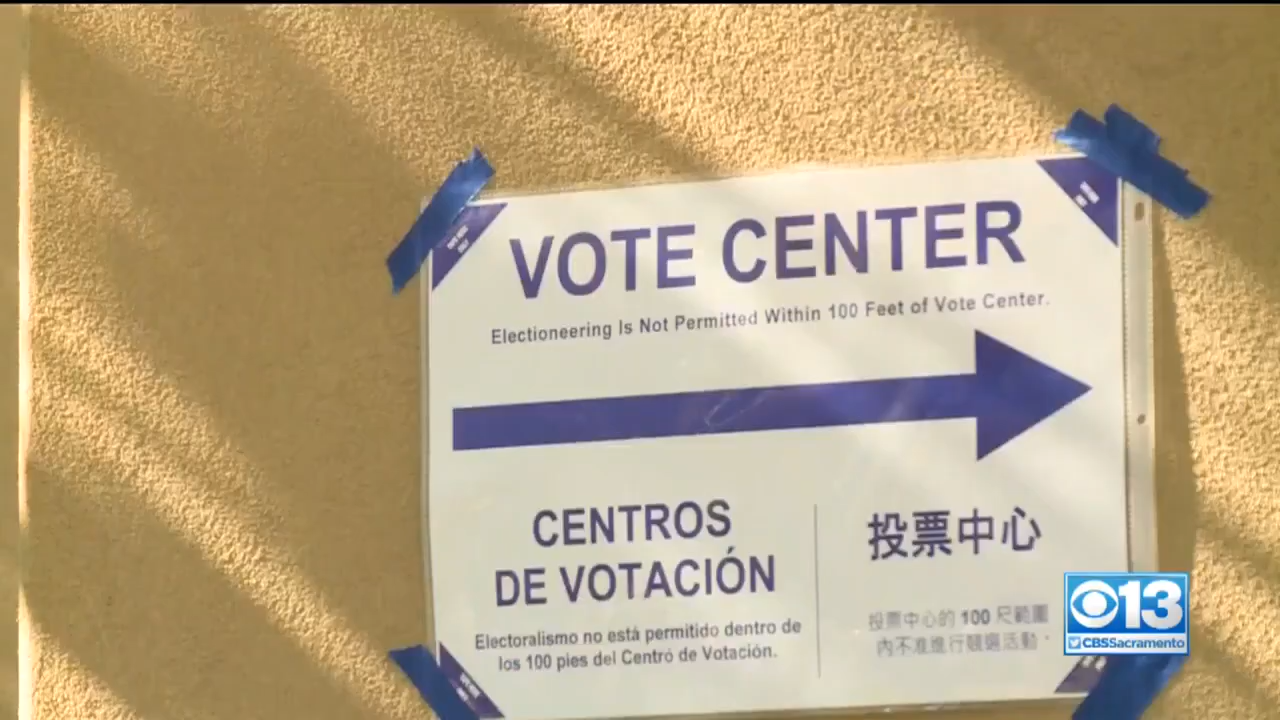 VOTE CENTER
Electioneering Is Not Permitted Within 100 Feet of Vote Center.
CENTROS
DE VOTACIÓN
Electoralismo no está permitido dentro de
los 100 pies del Centro de Votación.
投票中心
投票中心的 100 尺範圍
內不准進行競選活動。
13
CBSSacramento